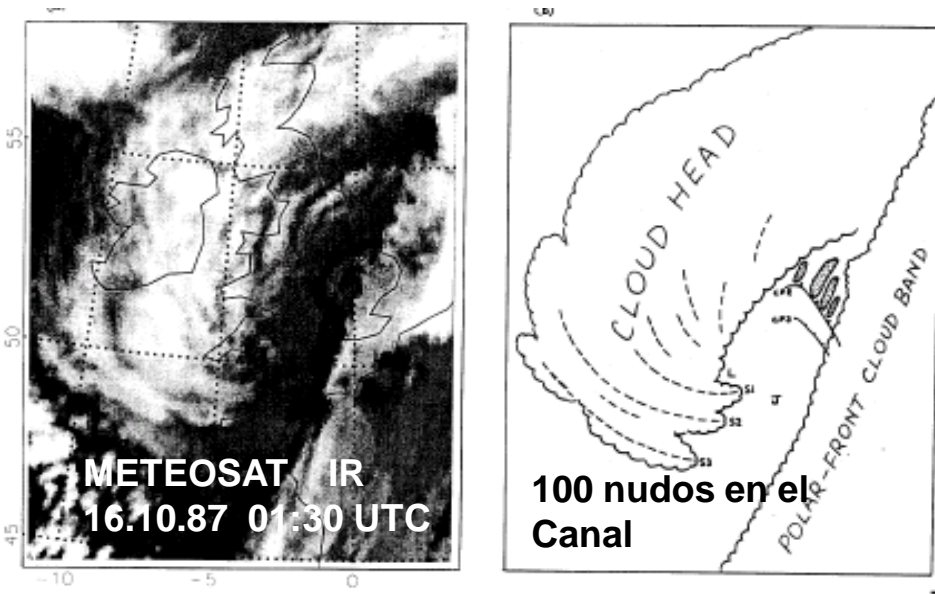 (b)
55
50
45
-10
-5
0
METEOSAT IR
16.10.87 01:30 UTC
CLOUD HEAD
L
S1
J
S2
S3
100 nudos en el
Canal
POLAR-FRONT CLOUD BAND